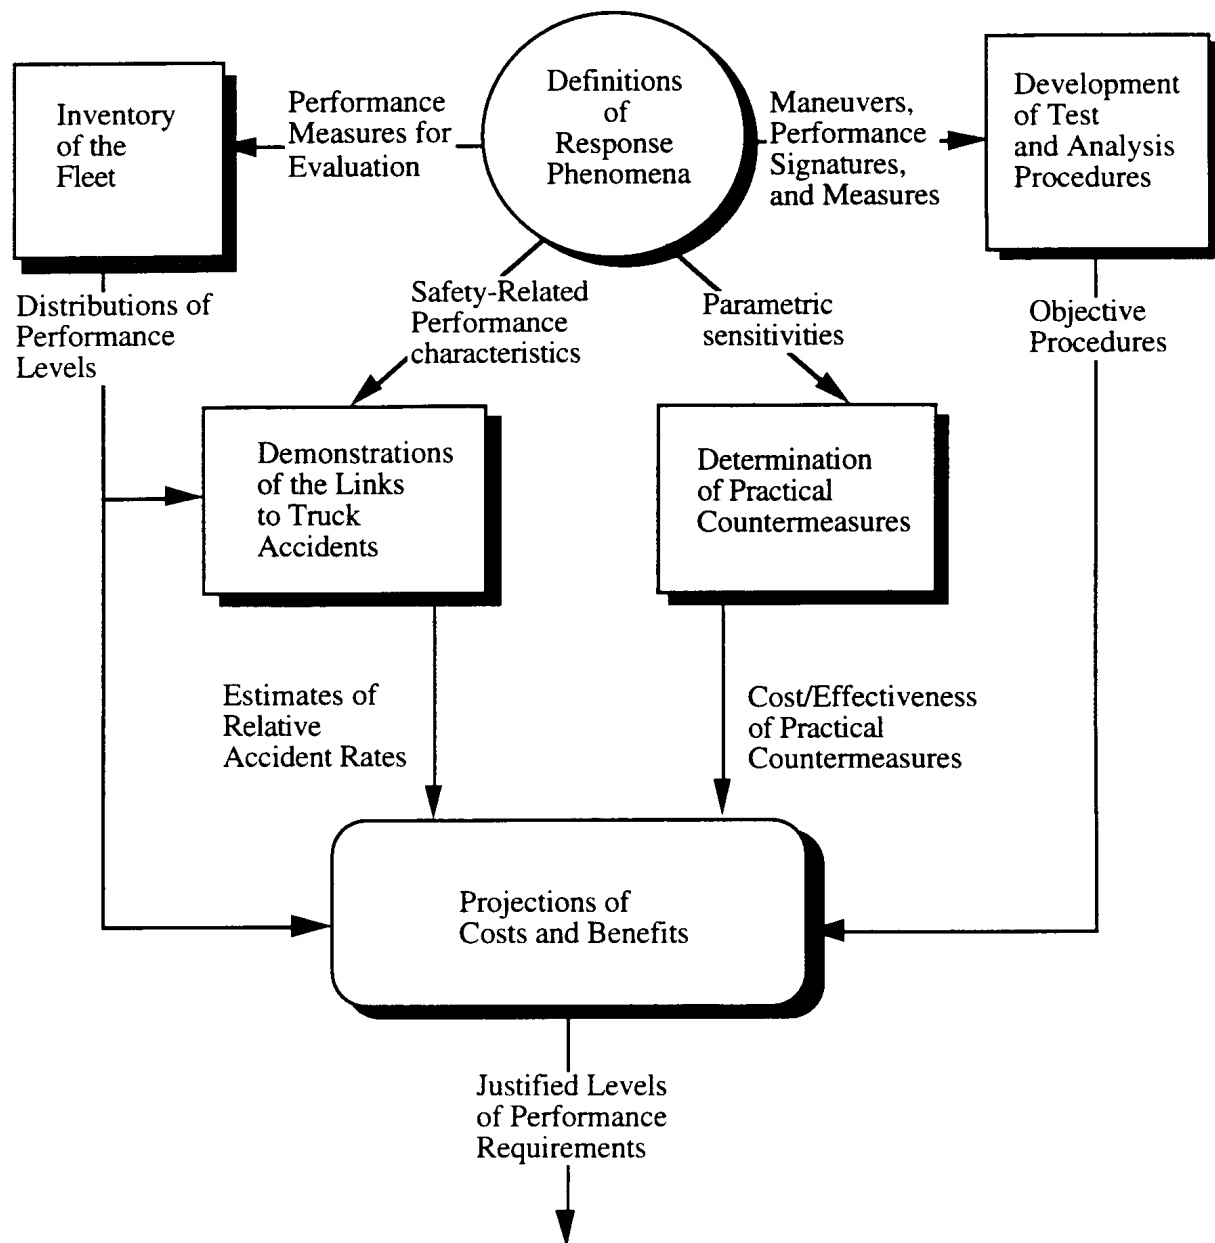 Inventory
of the
Fleet
Performance
Measures for
Evaluation
Definitions
of
Response
Phenomena
Maneuvers,
Performance
Signatures,
and Measures
Development
of Test
and Analysis
Procedures
Distributions of
Performance
Levels
Safety-Related
Performance
characteristics
Parametric
sensitivities
Objective
Procedures
Demonstrations
of the Links
to Truck
Accidents
Determination
of Practical
Countermeasures
Estimates of
Relative
Accident Rates
Cost/Effectiveness
of Practical
Countermeasures
Projections of
Costs and Benefits
Justified Levels
of Performance
Requirements